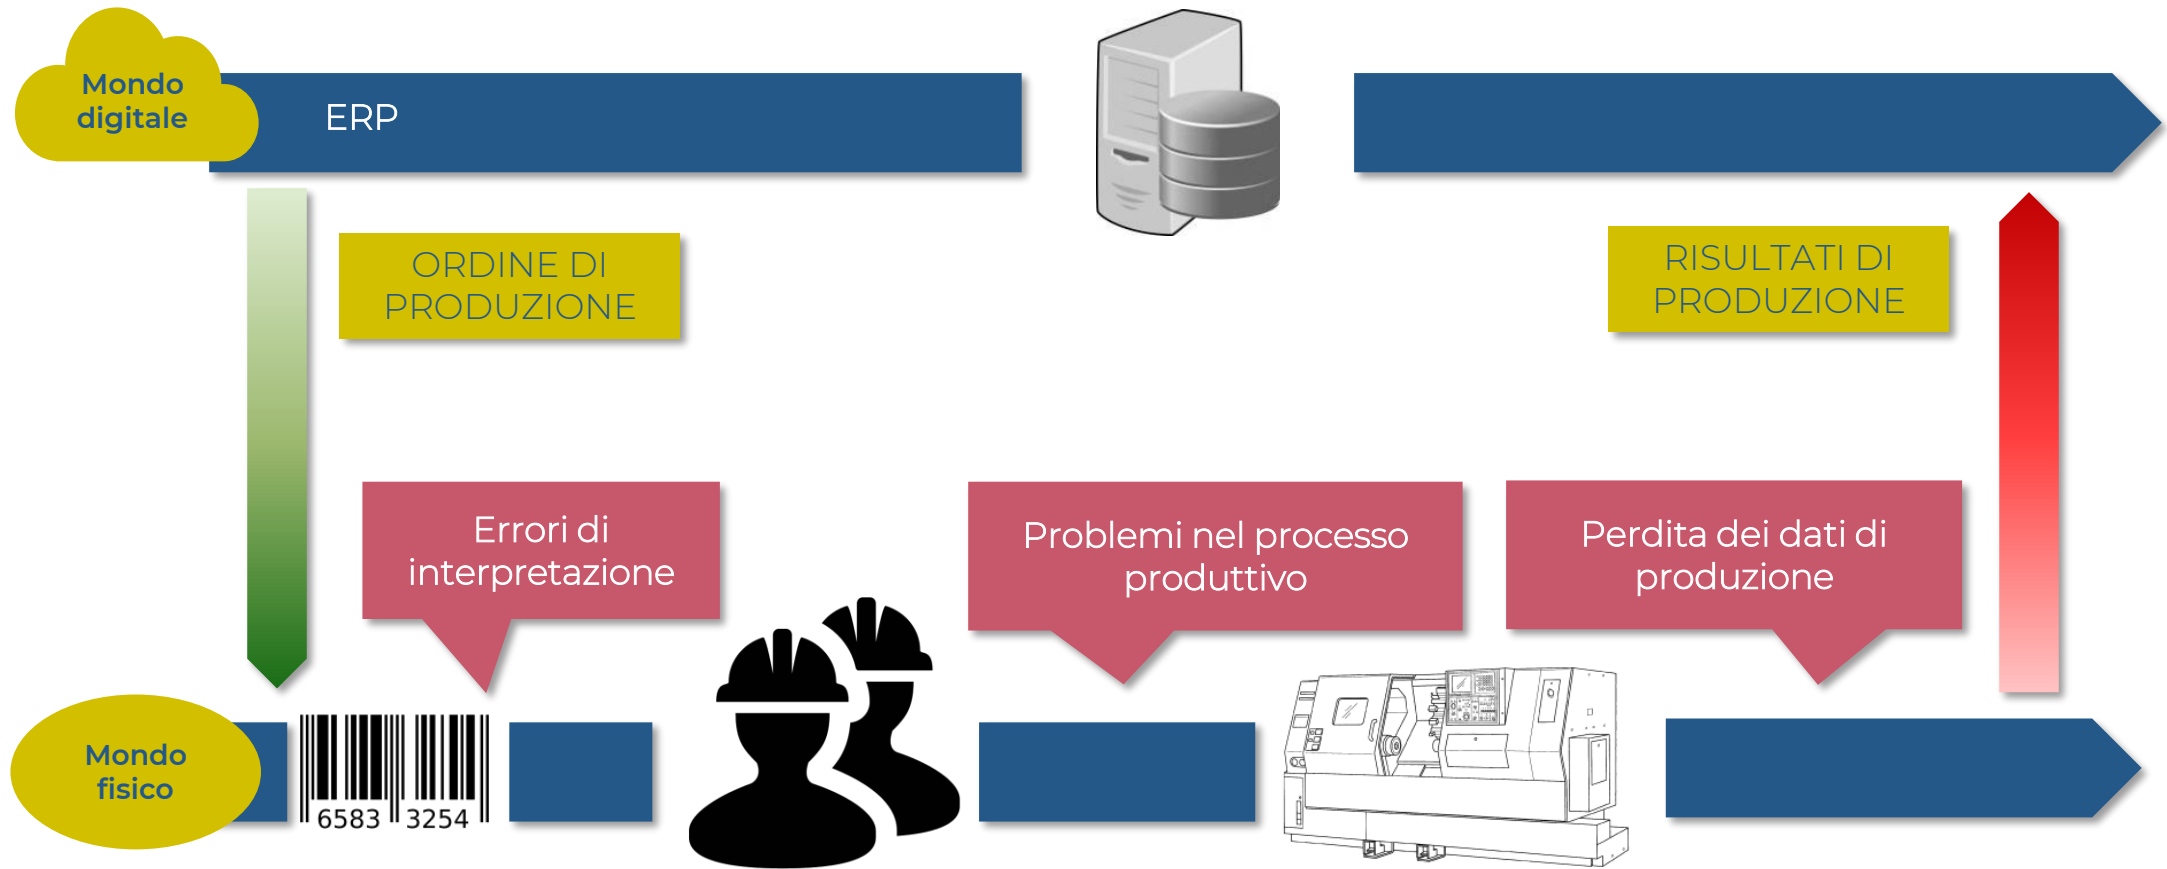 Mondo
digitale
ERP
ORDINE DI
PRODUZIONE
RISULTATI DI
PRODUZIONE
Errori di
interpretazione
Problemi nel processo
produttivo
Perdita dei dati di
produzione
Mondo
fisico
6583 3254